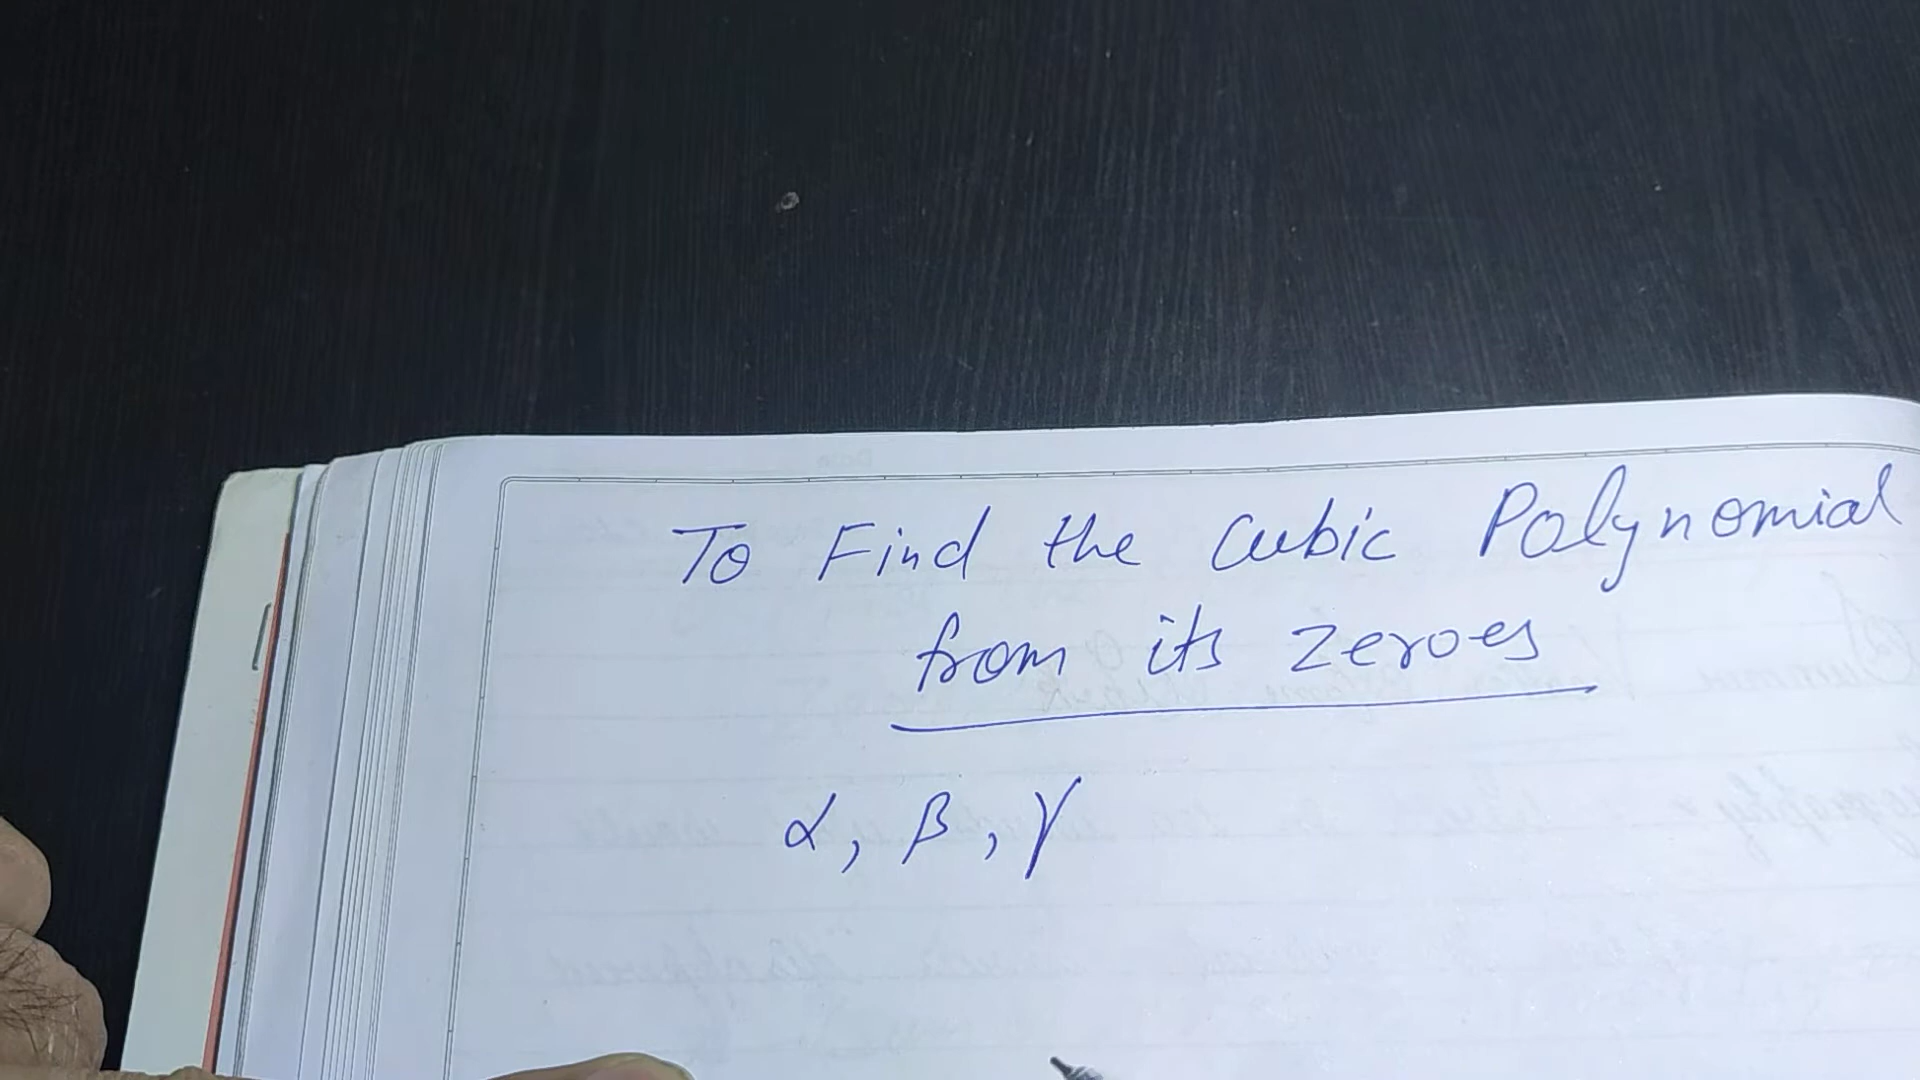 To Find the Cubic Polynomial
from its zeroes
α, β, γ